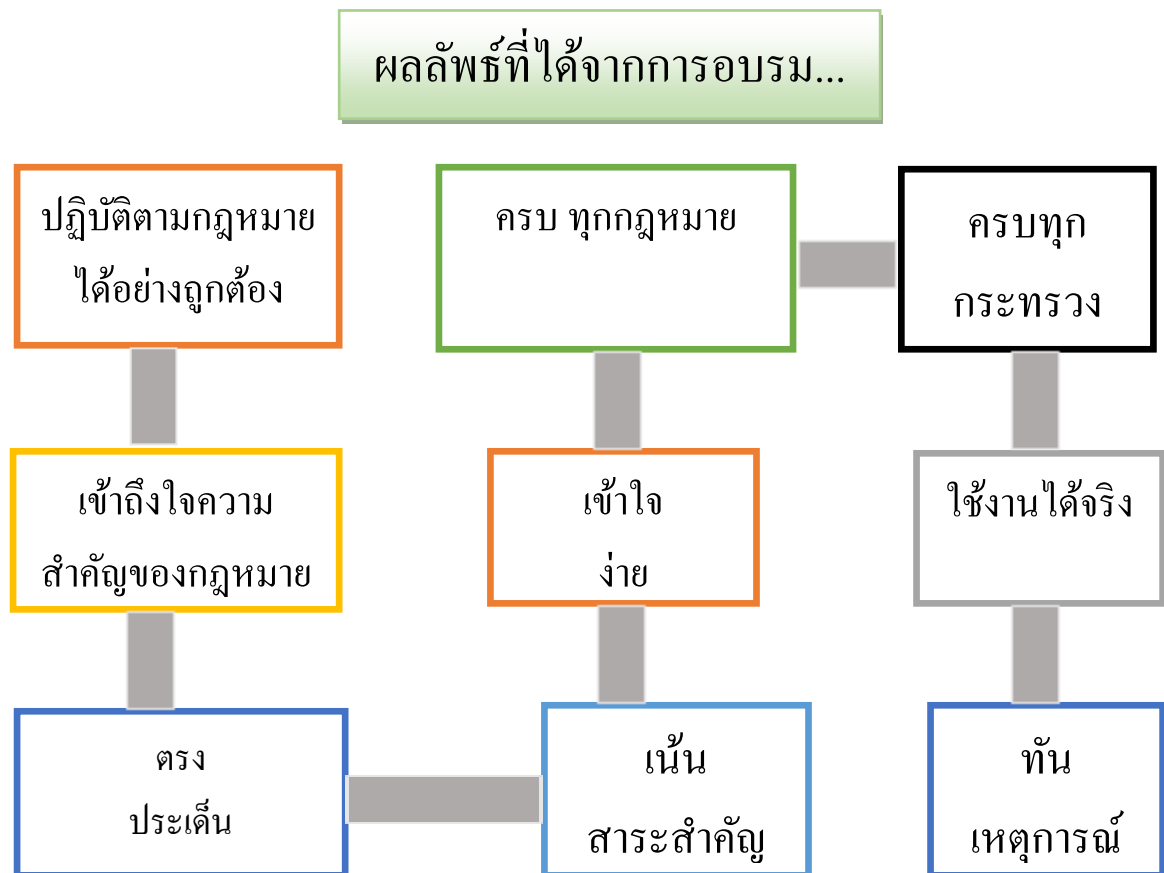 ผลลัพธ์ที่ได้จากการอบรม...
ปฏิบัติตามกฎหมาย
ได้อย่างถูกต้อง
ครบ ทุกกฎหมาย
ครบทุก
กระทรวง
เข้าถึงใจความ
สำคัญของกฎหมาย
เข้าใจ
ง่าย
ใช้งานได้จริง
ตรง
ประเด็น
เน้น
สาระสำคัญ
ทัน
เหตุการณ์